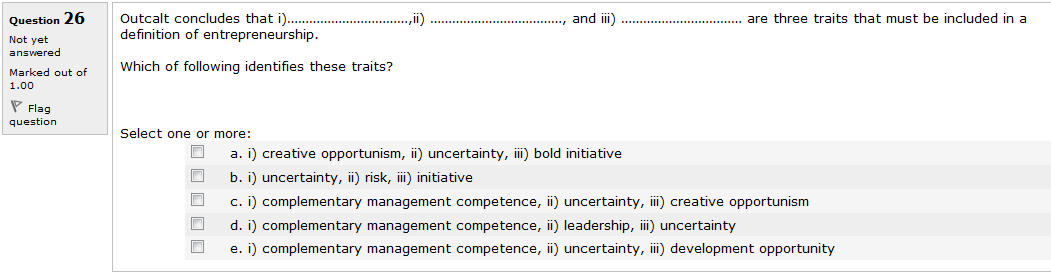 Question 26
Not yet
answered
Marked out of
1.00
Flag
question
Outcalt concludes that i).................................,ii) ...................................., and iii) ................................. are three traits that must be included in a
definition of entrepreneurship.
Which of following identifies these traits?
Select one or more:
a. i) creative opportunism, ii) uncertainty, iii) bold initiative
b. i) uncertainty, ii) risk, iii) initiative
c. i) complementary management competence, ii) uncertainty, iii) creative opportunism
d. i) complementary management competence, ii) leadership, iii) uncertainty
e. i) complementary management competence, ii) uncertainty, iii) development opportunity